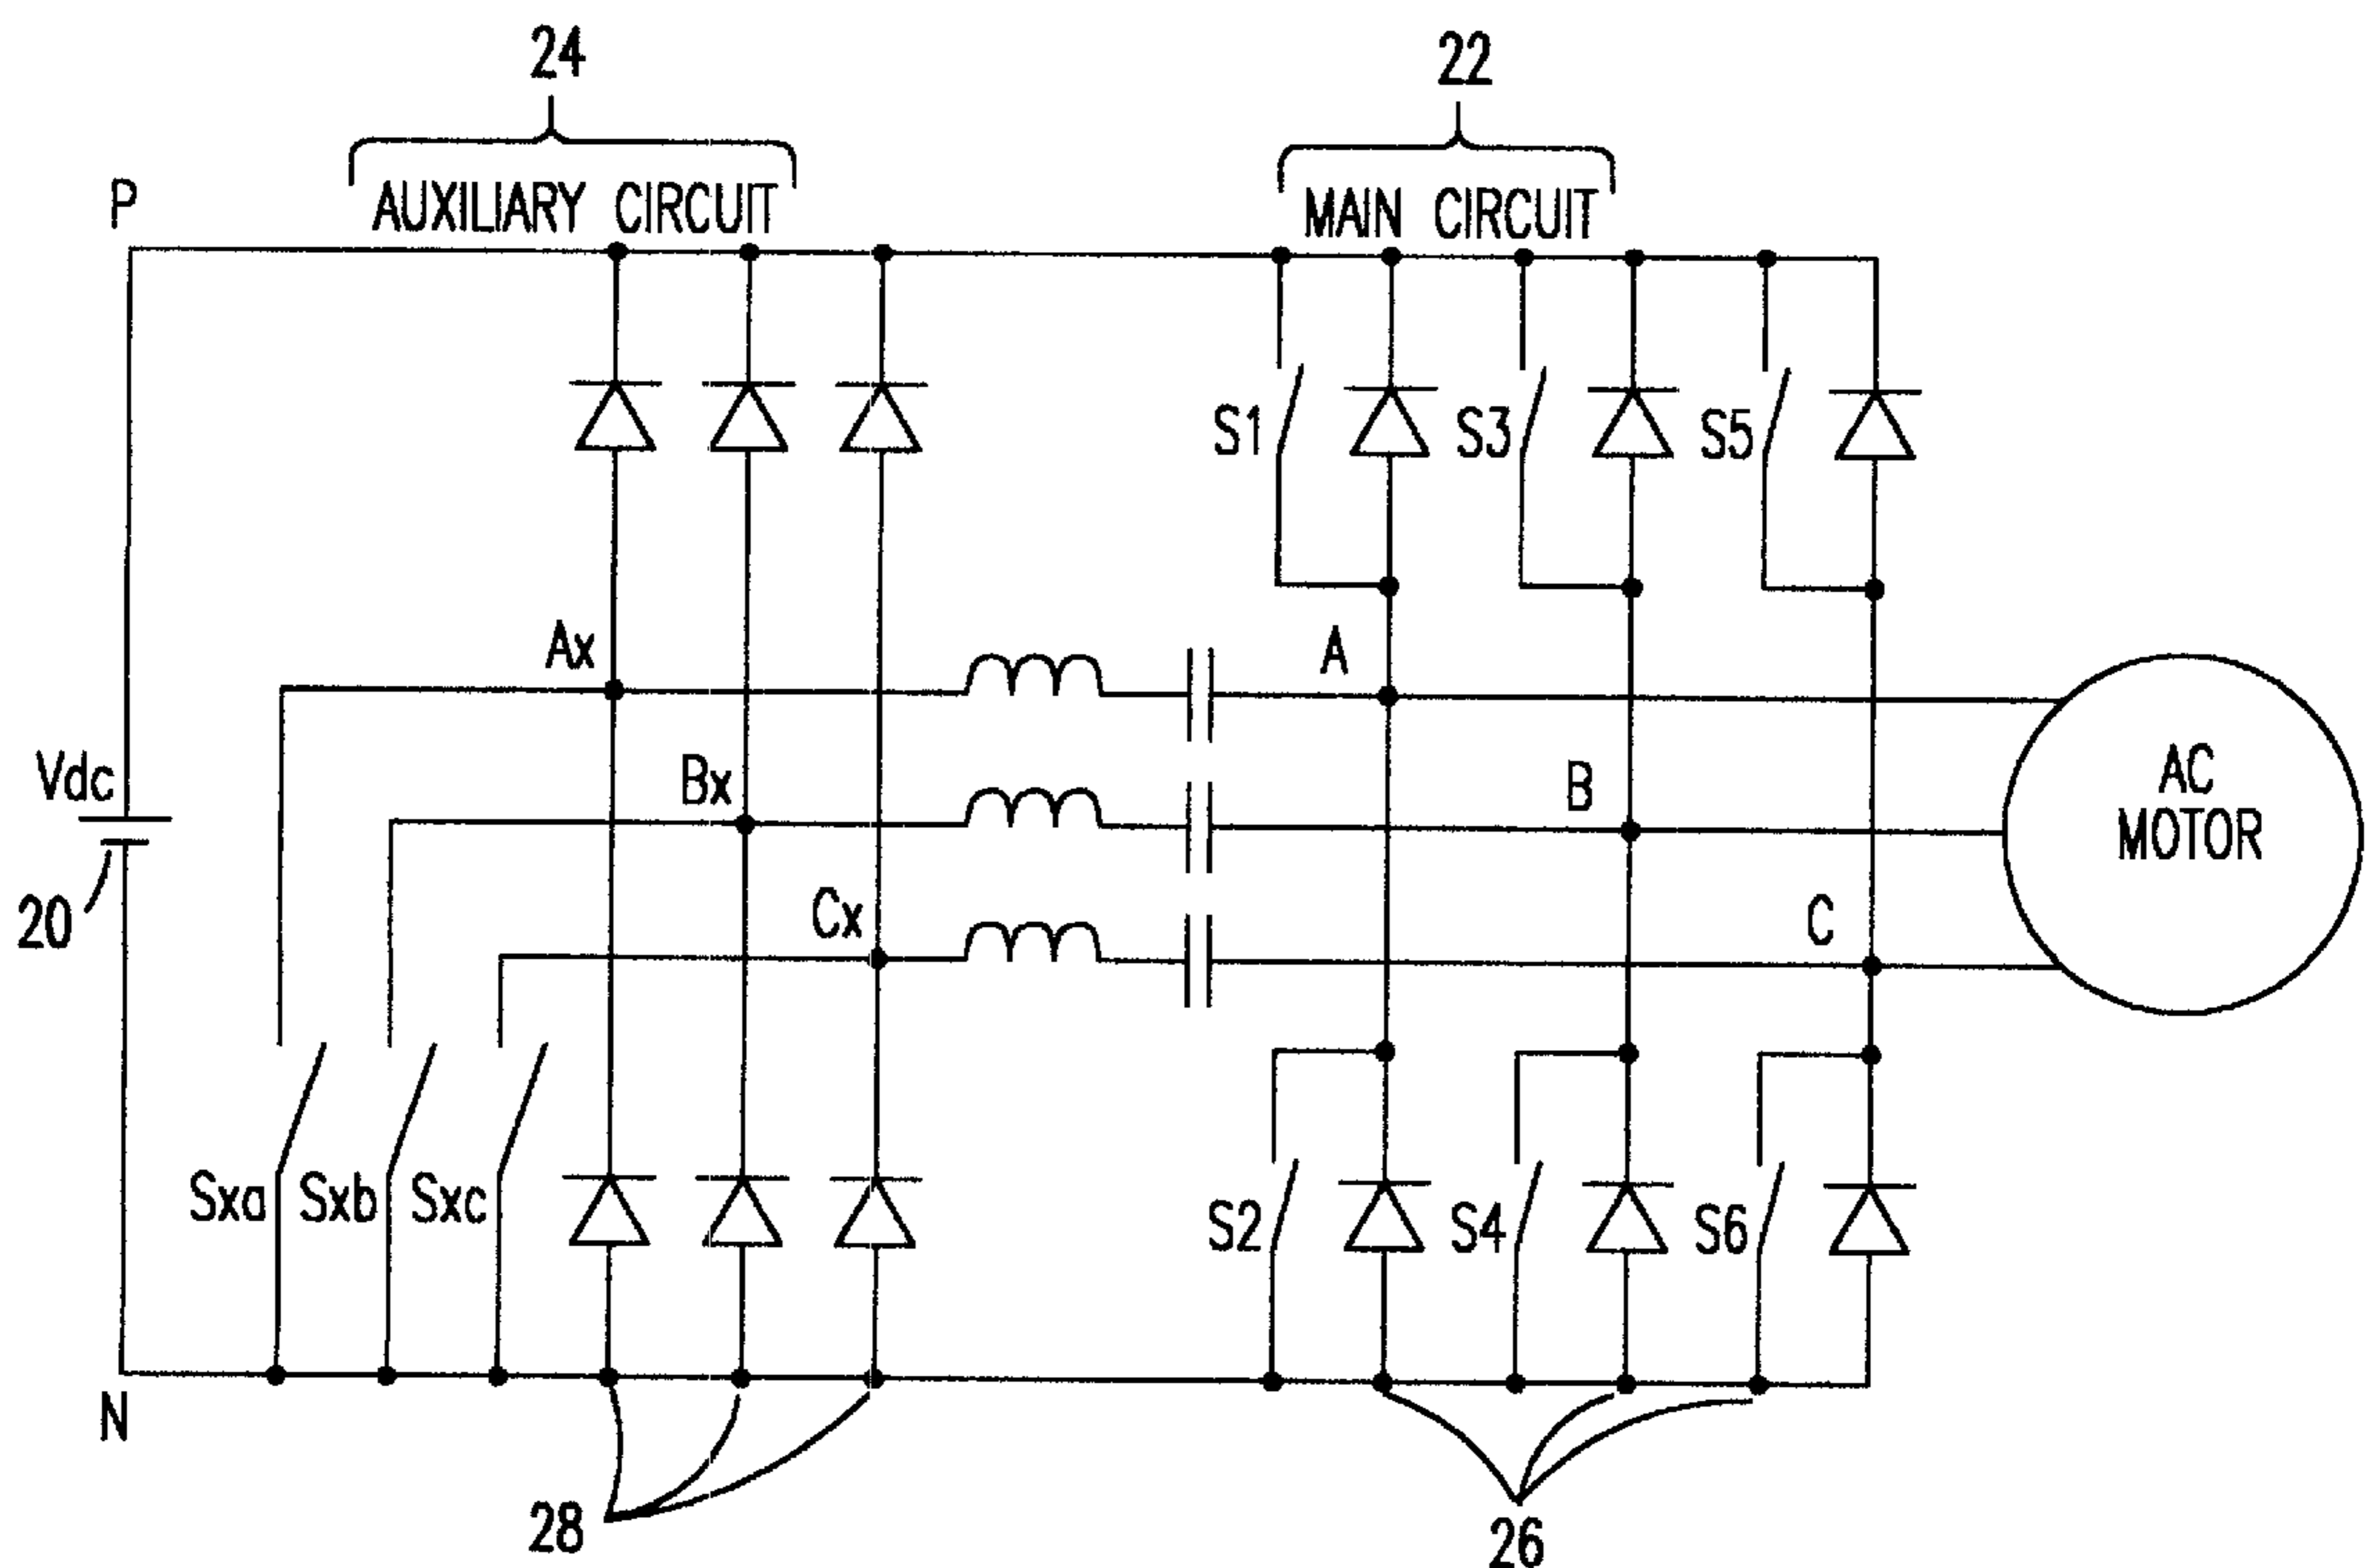 24
22
P
AUXILIARY CIRCUIT
MAIN CIRCUIT
S1
S3
S5
Ax
A
Vdc
Bx
B
AC
MOTOR
20
Cx
C
Sxa
Sxb
Sxc
S2
S4
S6
N
28
26